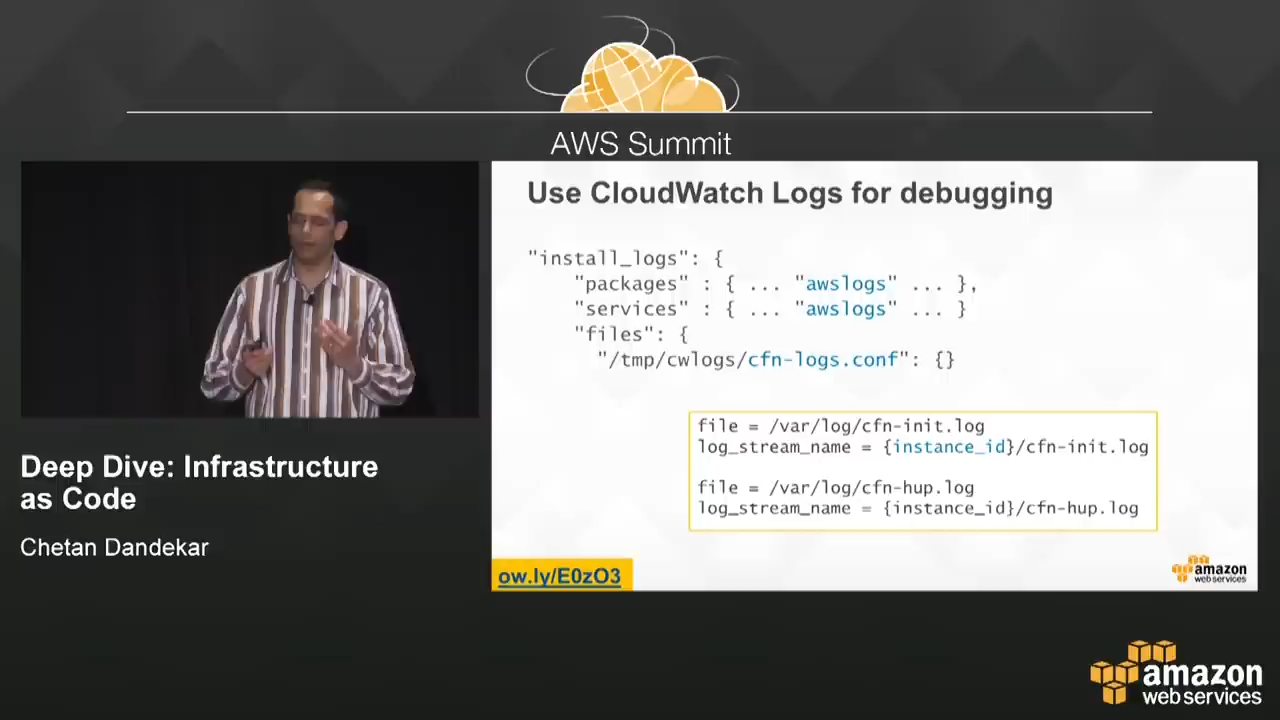 AWS Summit
Use CloudWatch Logs for debugging
"install_logs": {
"packages" : { ... "awslogs" ... },
"services" : { ... "awslogs" ... }
"files": {
"/tmp/cwlogs/cfn-logs.conf": {}
file = /var/log/cfn-init.log
log_stream_name = {instance_id}/cfn-init.log
file = /var/log/cfn-hup.log
log_stream_name = {instance_id}/cfn-hup.log
ow.ly/E0zO3
amazon
web services
Deep Dive: Infrastructure
as Code
Chetan Dandekar
amazon
web services